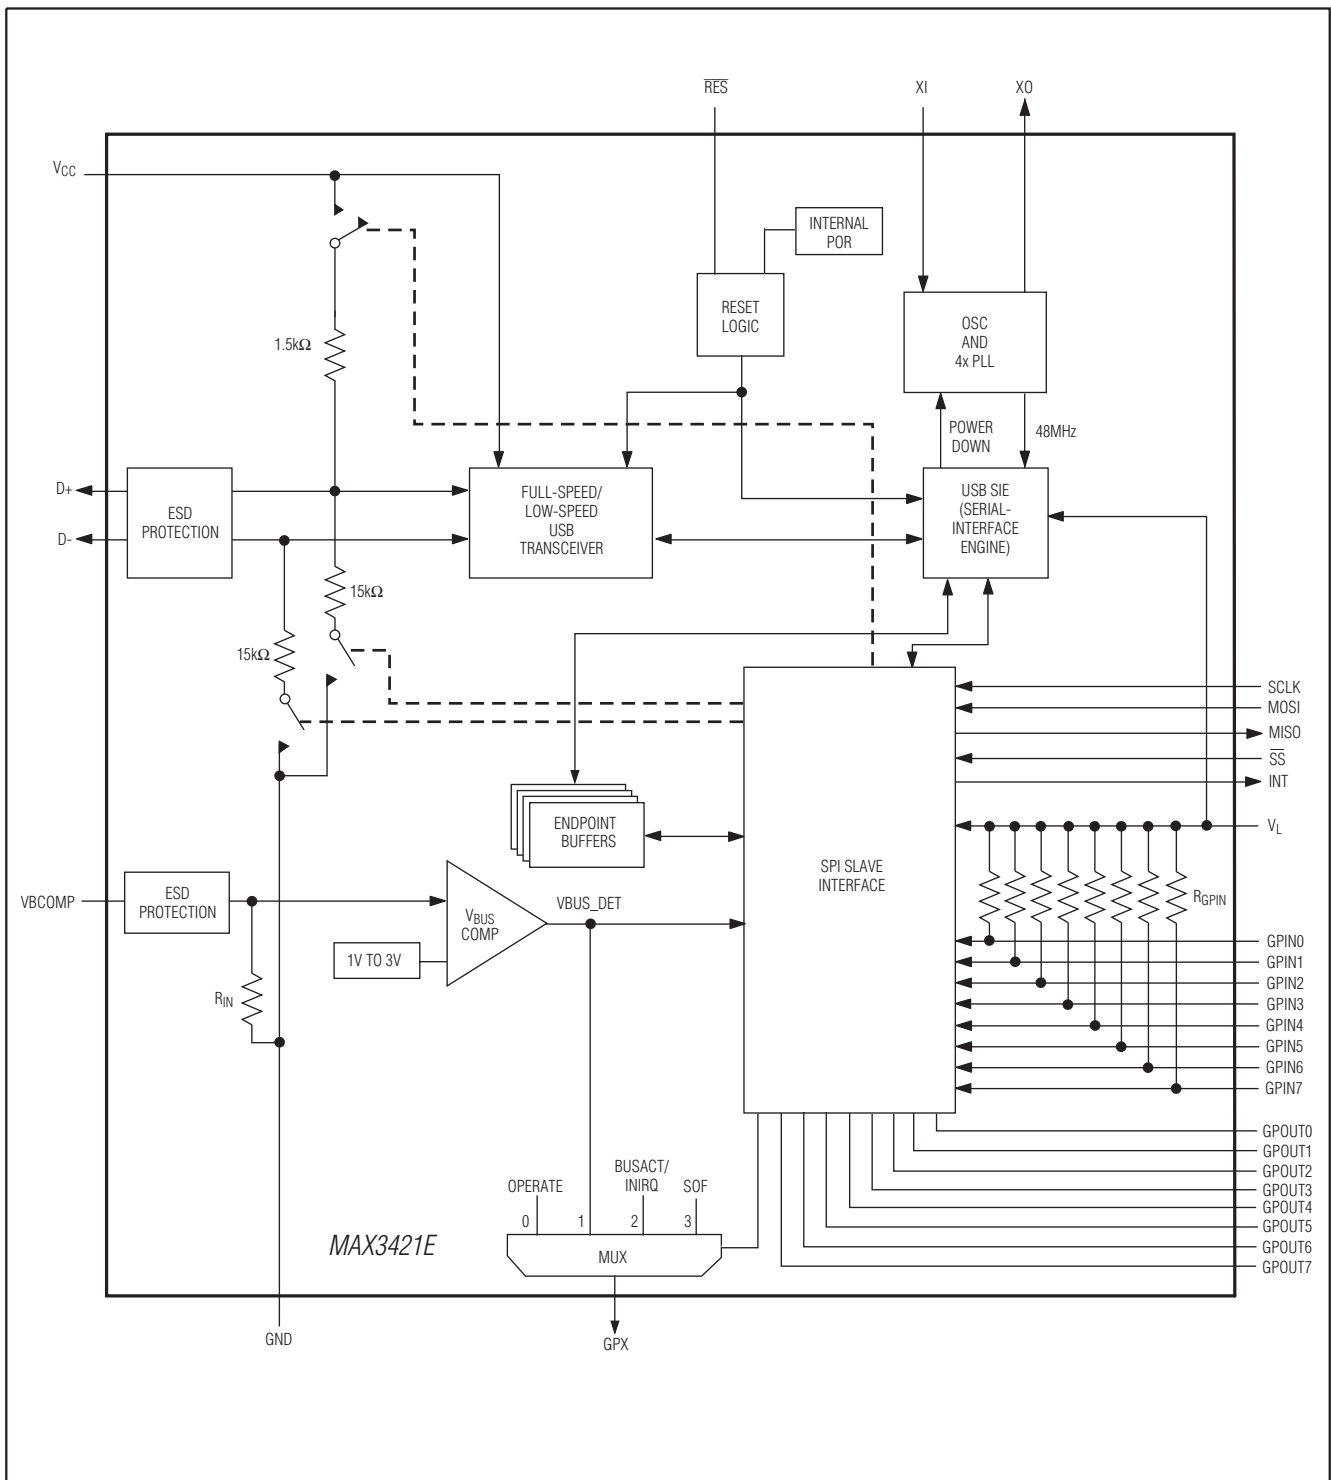 RES
XI
XO
VCC
INTERNAL
POR
RESET
LOGIC
OSC
AND
4x PLL
1.5kΩ
POWER
DOWN
48MHz
D+
D-
ESD
PROTECTION
FULL-SPEED/
LOW-SPEED
USB
TRANSCEIVER
USB SIE
(SERIAL-
INTERFACE
ENGINE)
15kΩ
15kΩ
SCLK
MOSI
MISO
SS
INT
VL
ENDPOINT
BUFFERS
SPI SLAVE
INTERFACE
RGPIN
VBCOMP
ESD
PROTECTION
VBUS
COMP
VBUS_DET
1V TO 3V
RIN
GPIN0
GPIN1
GPIN2
GPIN3
GPIN4
GPIN5
GPIN6
GPIN7
GPOUT0
GPOUT1
GPOUT2
GPOUT3
GPOUT4
GPOUT5
GPOUT6
GPOUT7
OPERATE
BUSACT/
INIRQ
SOF
0
1
2
3
MUX
MAX3421E
GND
GPX